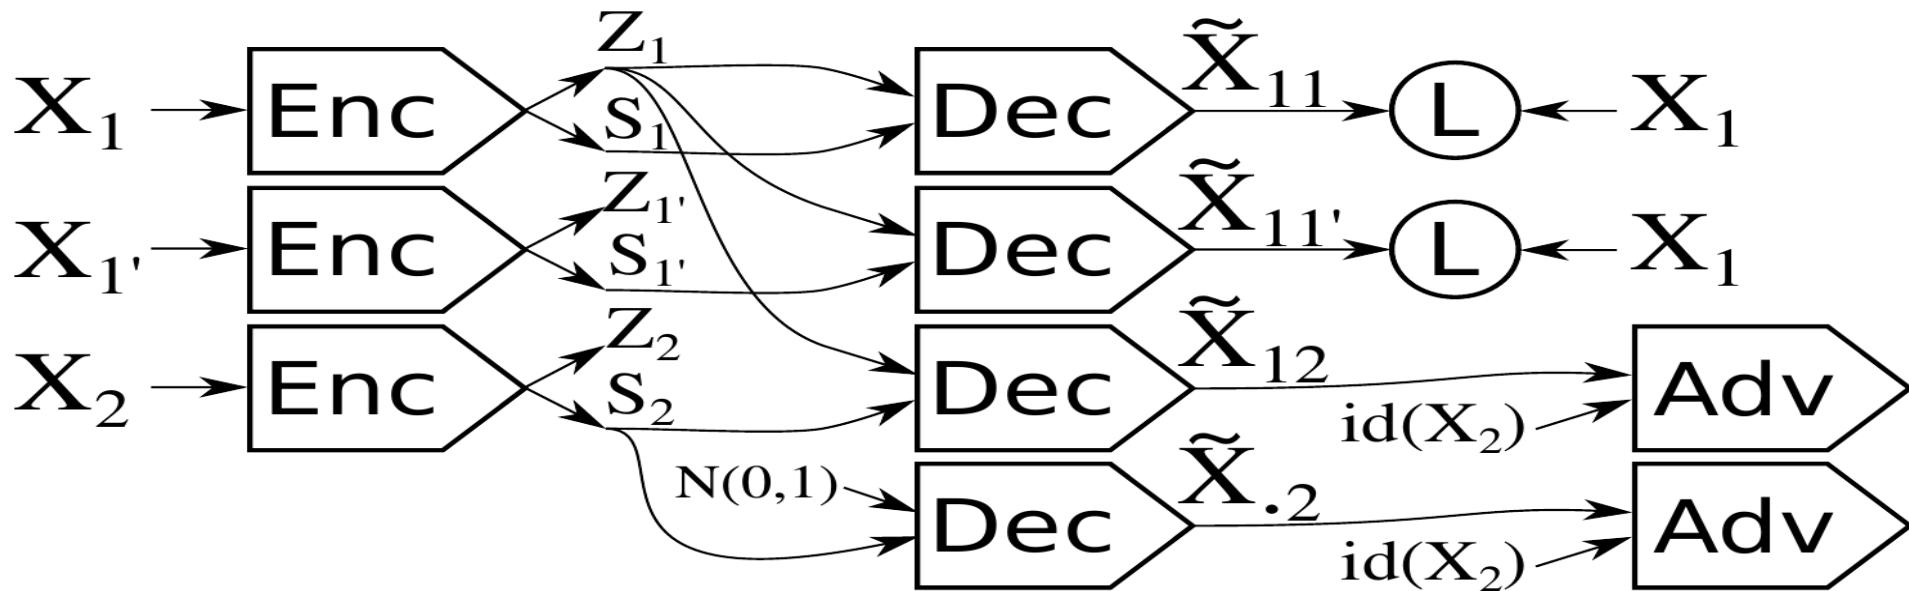 X₁ Enc Z₁ S₁ Dec X̃₁₁ L X₁
X₁' Enc Z₁' S₁' Dec X̃₁₁' L X₁
X₂ Enc Z₂ S₂ Dec X̃₁₂ id(X₂) Adv
N(0,1) Dec X̃.₂ id(X₂) Adv